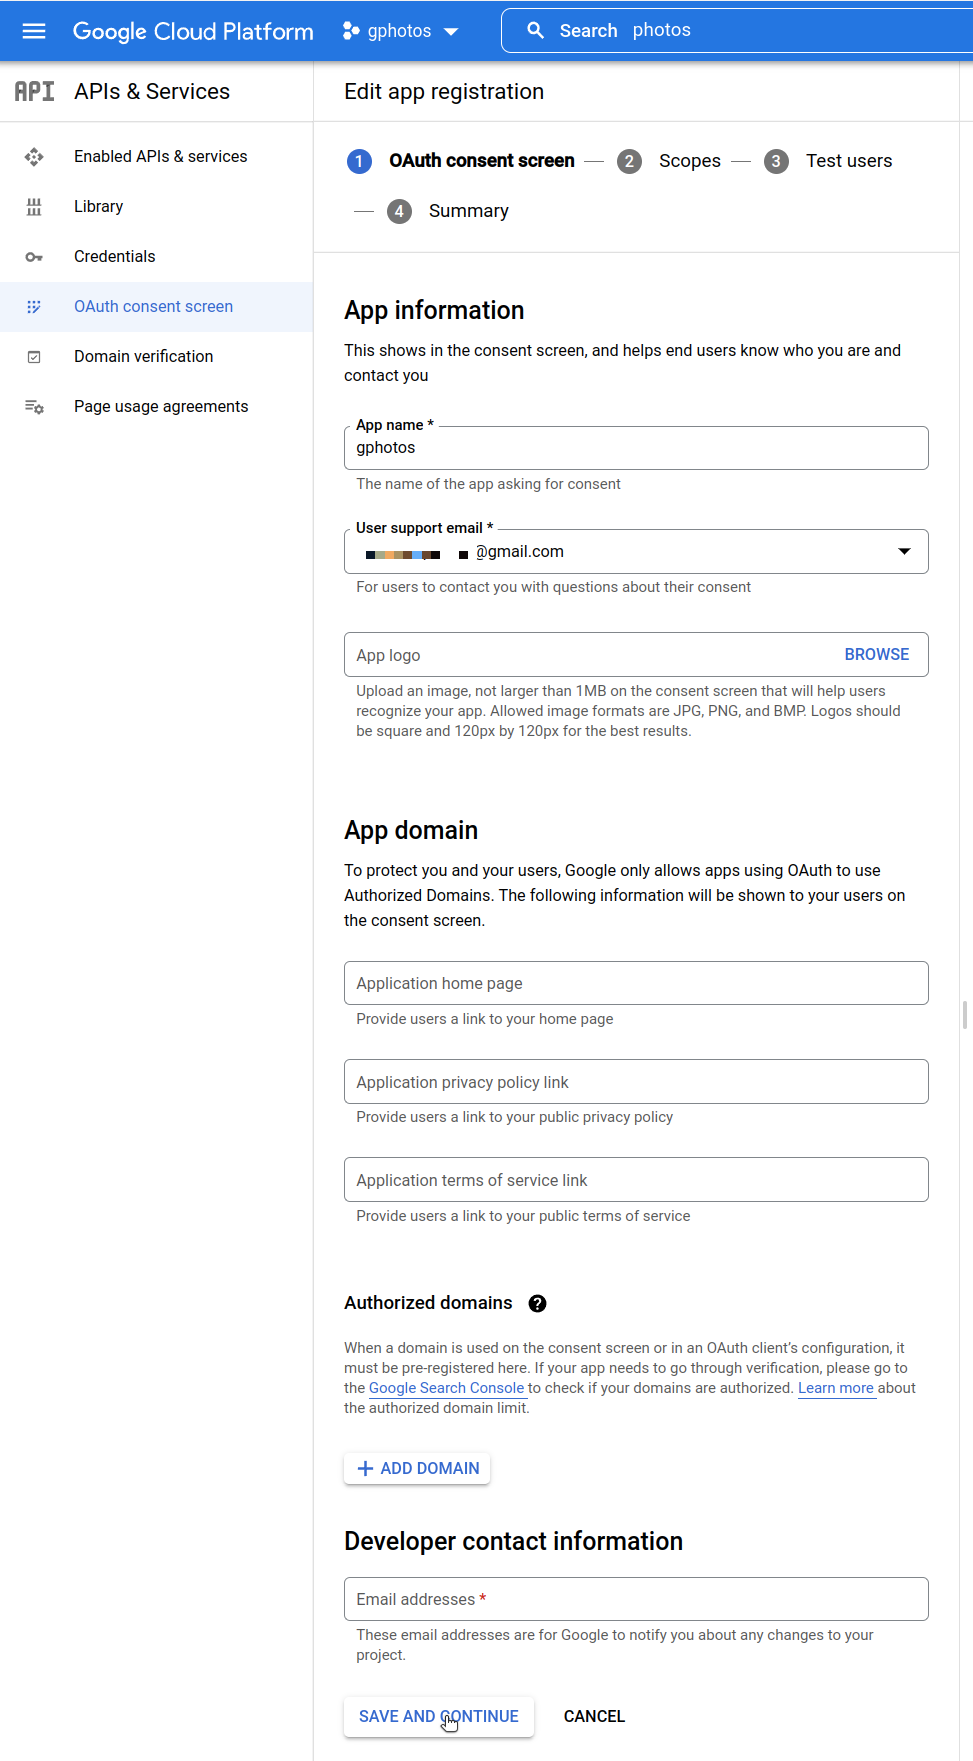 Google Cloud Platform
gphotos
Search photos
API APIs & Services
Enabled APIs & services
Library
Credentials
OAuth consent screen
Domain verification
Page usage agreements
Edit app registration
1 OAuth consent screen — 2 Scopes — 3 Test users
— 4 Summary
App information
This shows in the consent screen, and helps end users know who you are and
contact you
App name *
gphotos
The name of the app asking for consent
User support email *
@gmail.com
For users to contact you with questions about their consent
App logo BROWSE
Upload an image, not larger than 1MB on the consent screen that will help users
recognize your app. Allowed image formats are JPG, PNG, and BMP. Logos should
be square and 120px by 120px for the best results.
App domain
To protect you and your users, Google only allows apps using OAuth to use
Authorized Domains. The following information will be shown to your users on
the consent screen.
Application home page
Provide users a link to your home page
Application privacy policy link
Provide users a link to your public privacy policy
Application terms of service link
Provide users a link to your public terms of service
Authorized domains ?
When a domain is used on the consent screen or in an OAuth client’s configuration, it
must be pre-registered here. If your app needs to go through verification, please go to
the Google Search Console to check if your domains are authorized. Learn more about
the authorized domain limit.
+ ADD DOMAIN
Developer contact information
Email addresses *
These email addresses are for Google to notify you about any changes to your
project.
SAVE AND CONTINUE CANCEL